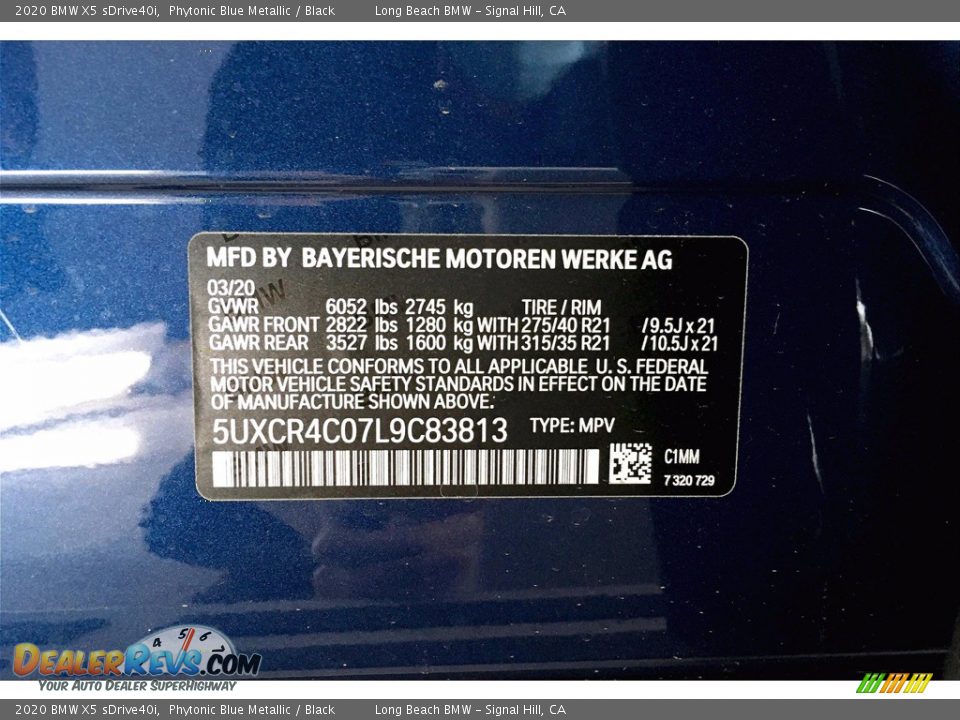 2020 BMW X5 sDrive40i, Phytonic Blue Metallic / Black Long Beach BMW - Signal Hill, CA
MFD BY BAYERISCHE MOTOREN WERKE AG
03/20
GVWR 6052 lbs 2745 kg TIRE / RIM
GAWR FRONT 2822 lbs 1280 kg WITH 275/40 R21 /9.5J x 21
GAWR REAR 3527 lbs 1600 kg WITH 315/35 R21 /10.5J x 21
THIS VEHICLE CONFORMS TO ALL APPLICABLE U. S. FEDERAL
MOTOR VEHICLE SAFETY STANDARDS IN EFFECT ON THE DATE
OF MANUFACTURE SHOWN ABOVE.
5UXCR4C07L9C83813 TYPE: MPV
C1MM
7 320 729
4 5 6
DEALERREVS.COM
YOUR AUTO DEALER SUPERHIGHWAY
2020 BMW X5 sDrive40i, Phytonic Blue Metallic / Black Long Beach BMW - Signal Hill, CA